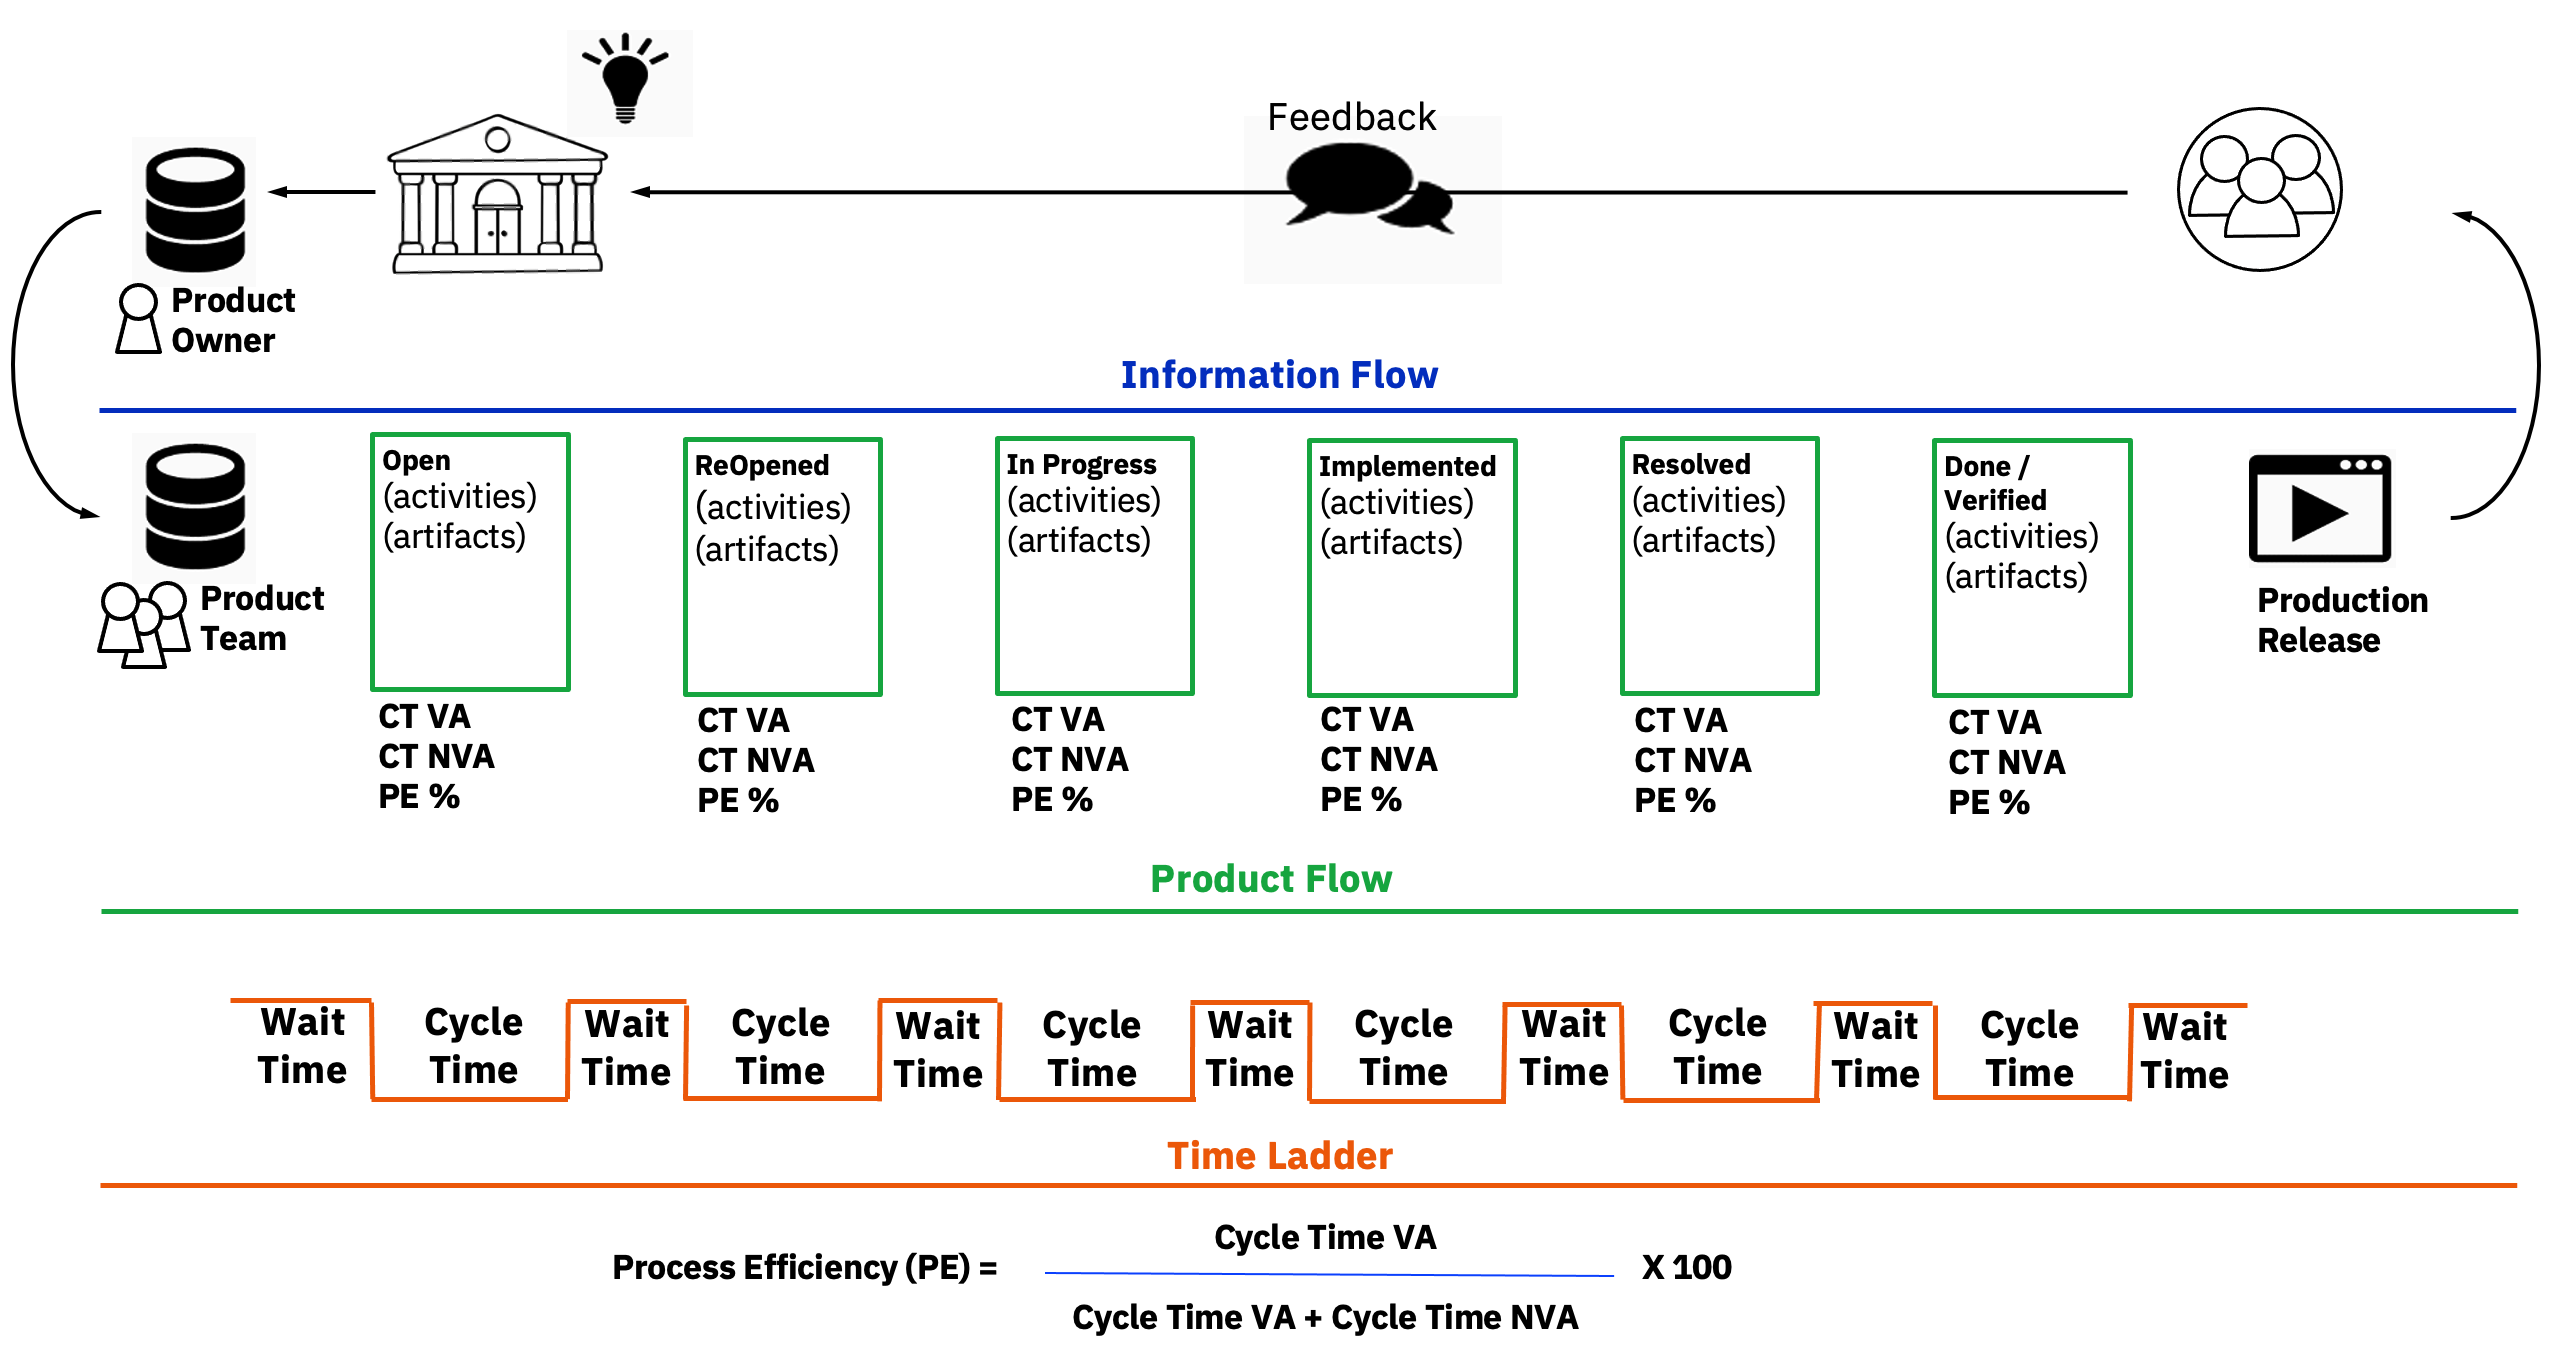 Feedback
Product
Owner
Information Flow
Product
Team
Open
(activities)
(artifacts)
CT VA
CT NVA
PE %
ReOpened
(activities)
(artifacts)
CT VA
CT NVA
PE %
In Progress
(activities)
(artifacts)
CT VA
CT NVA
PE %
Implemented
(activities)
(artifacts)
CT VA
CT NVA
PE %
Resolved
(activities)
(artifacts)
CT VA
CT NVA
PE %
Done /
Verified
(activities)
(artifacts)
CT VA
CT NVA
PE %
Production
Release
Product Flow
Wait
Time
Cycle
Time
Wait
Time
Cycle
Time
Wait
Time
Cycle
Time
Wait
Time
Cycle
Time
Wait
Time
Cycle
Time
Wait
Time
Cycle
Time
Wait
Time
Time Ladder
Process Efficiency (PE) =
Cycle Time VA
Cycle Time VA + Cycle Time NVA
X 100